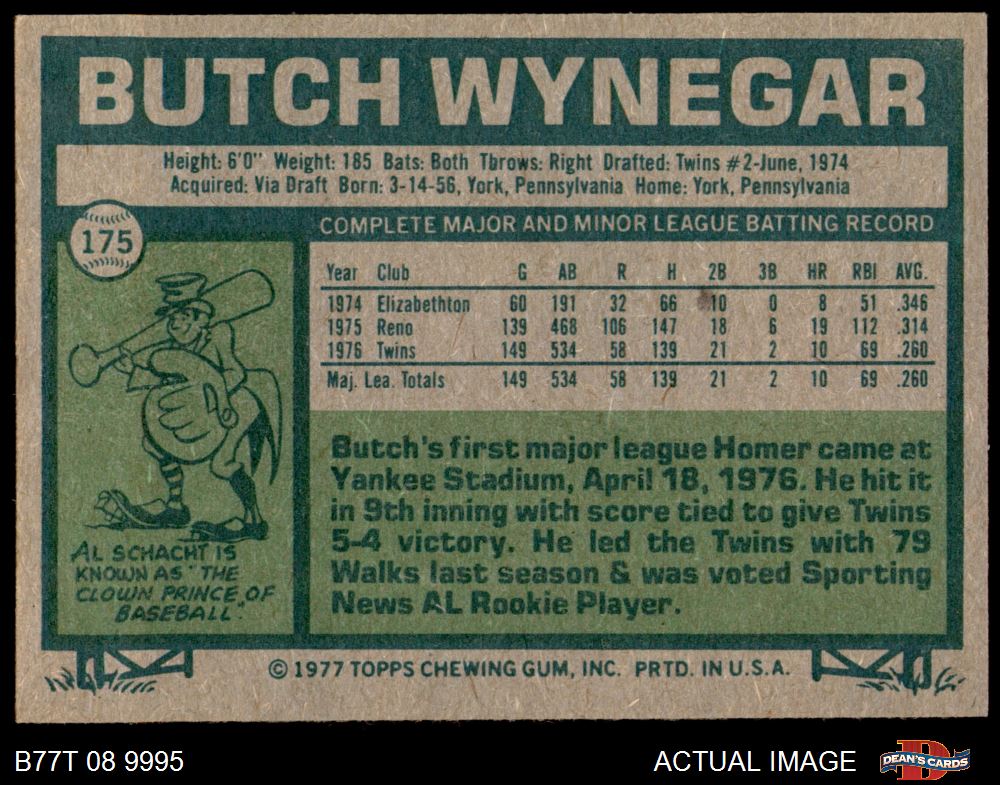 BUTCH WYNEGAR
Height: 6'0" Weight: 185 Bats: Both Throws: Right Drafted: Twins #2-June, 1974
Acquired: Via Draft Born: 3-14-56, York, Pennsylvania Home: York, Pennsylvania
175
COMPLETE MAJOR AND MINOR LEAGUE BATTING RECORD
Year Club G AB R H 2B 3B HR RBI AVG.
1974 Elizabethton 60 191 32 66 10 0 8 51 .346
1975 Reno 139 468 106 147 18 6 19 112 .314
1976 Twins 149 534 58 139 21 2 10 69 .260
Maj. Lea. Totals 149 534 58 139 21 2 10 69 .260
AL SCHACHT IS
KNOWN AS "THE
CLOWN PRINCE OF
BASEBALL".
Butch's first major league Homer came at
Yankee Stadium, April 18, 1976. He hit it
in 9th inning with score tied to give Twins
5-4 victory. He led the Twins with 79
Walks last season & was voted Sporting
News AL Rookie Player.
© 1977 TOPPS CHEWING GUM, INC. PRTD. IN U.S.A.
B77T 08 9995
ACTUAL IMAGE
DEAN'S CARDS